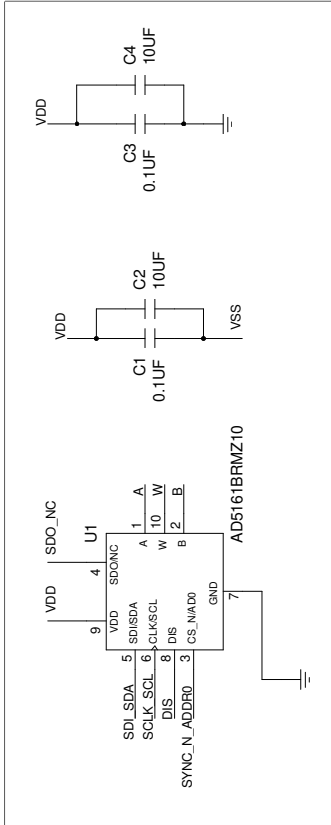 VDD
SDO_NC
9
4
U1
VDD
SDO/NC
SDI_SDA
5
SDI/SDA
A
1
A
SCLK_SCL
6
CLK/SCL
W
10
W
DIS
8
DIS
B
2
B
SYNC_N_ADDR0
3
CS_N/AD0
GND
7
AD5161BRMZ10
VDD
C1
0.1UF
C2
10UF
VSS
VDD
C3
0.1UF
C4
10UF